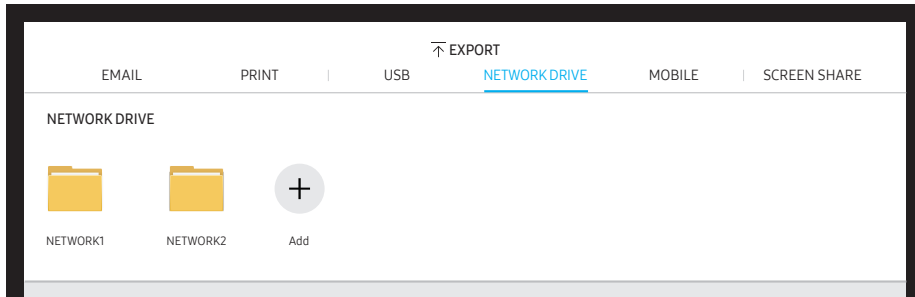 EXPORT
EMAIL PRINT USB NETWORK DRIVE MOBILE SCREEN SHARE
NETWORK DRIVE
NETWORK1 NETWORK2 Add